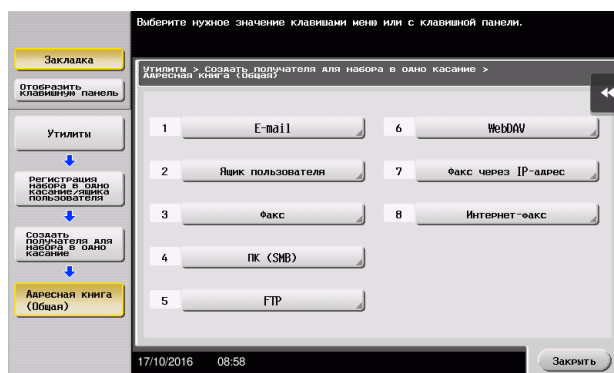 Выберите нужное значение клавишами меню или с клавишной панели.
Закладка
Отобразить
клавишную панель
Утилиты
Регистрация
набора в одно
касание/ящика
пользователя
Создать
получателя для
набора в одно
касание
Адресная книга
(Общая)
Утилиты > Создать получателя для набора в одно касание >
Адресная книга (Общая)
1 E-mail
2 Ящик пользователя
3 Факс
4 ПК (SMB)
5 FTP
6 WebDAV
7 Факс через IP-адрес
8 Интернет-факс
17/10/2016 08:58
Закрыть